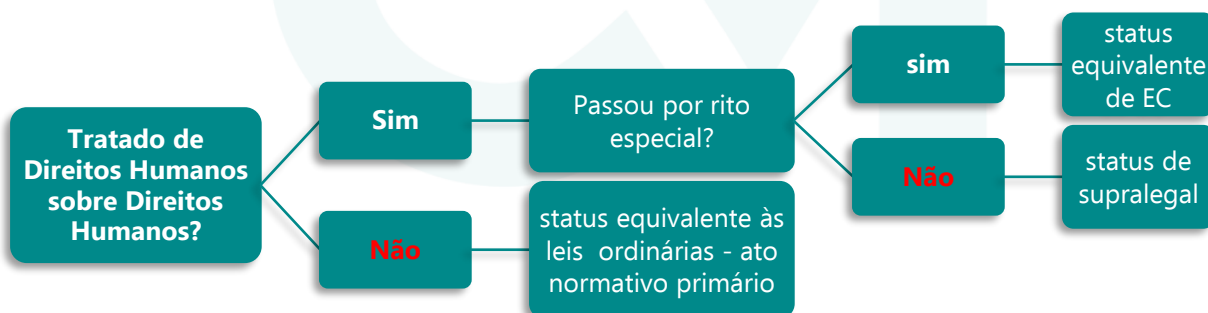 Tratado de
Direitos Humanos
sobre Direitos
Humanos?
Sim
Passou por rito
especial?
sim
status
equivalente
de EC
Não
status de
supralegal
Não
status equivalente às
leis ordinárias - ato
normativo primário